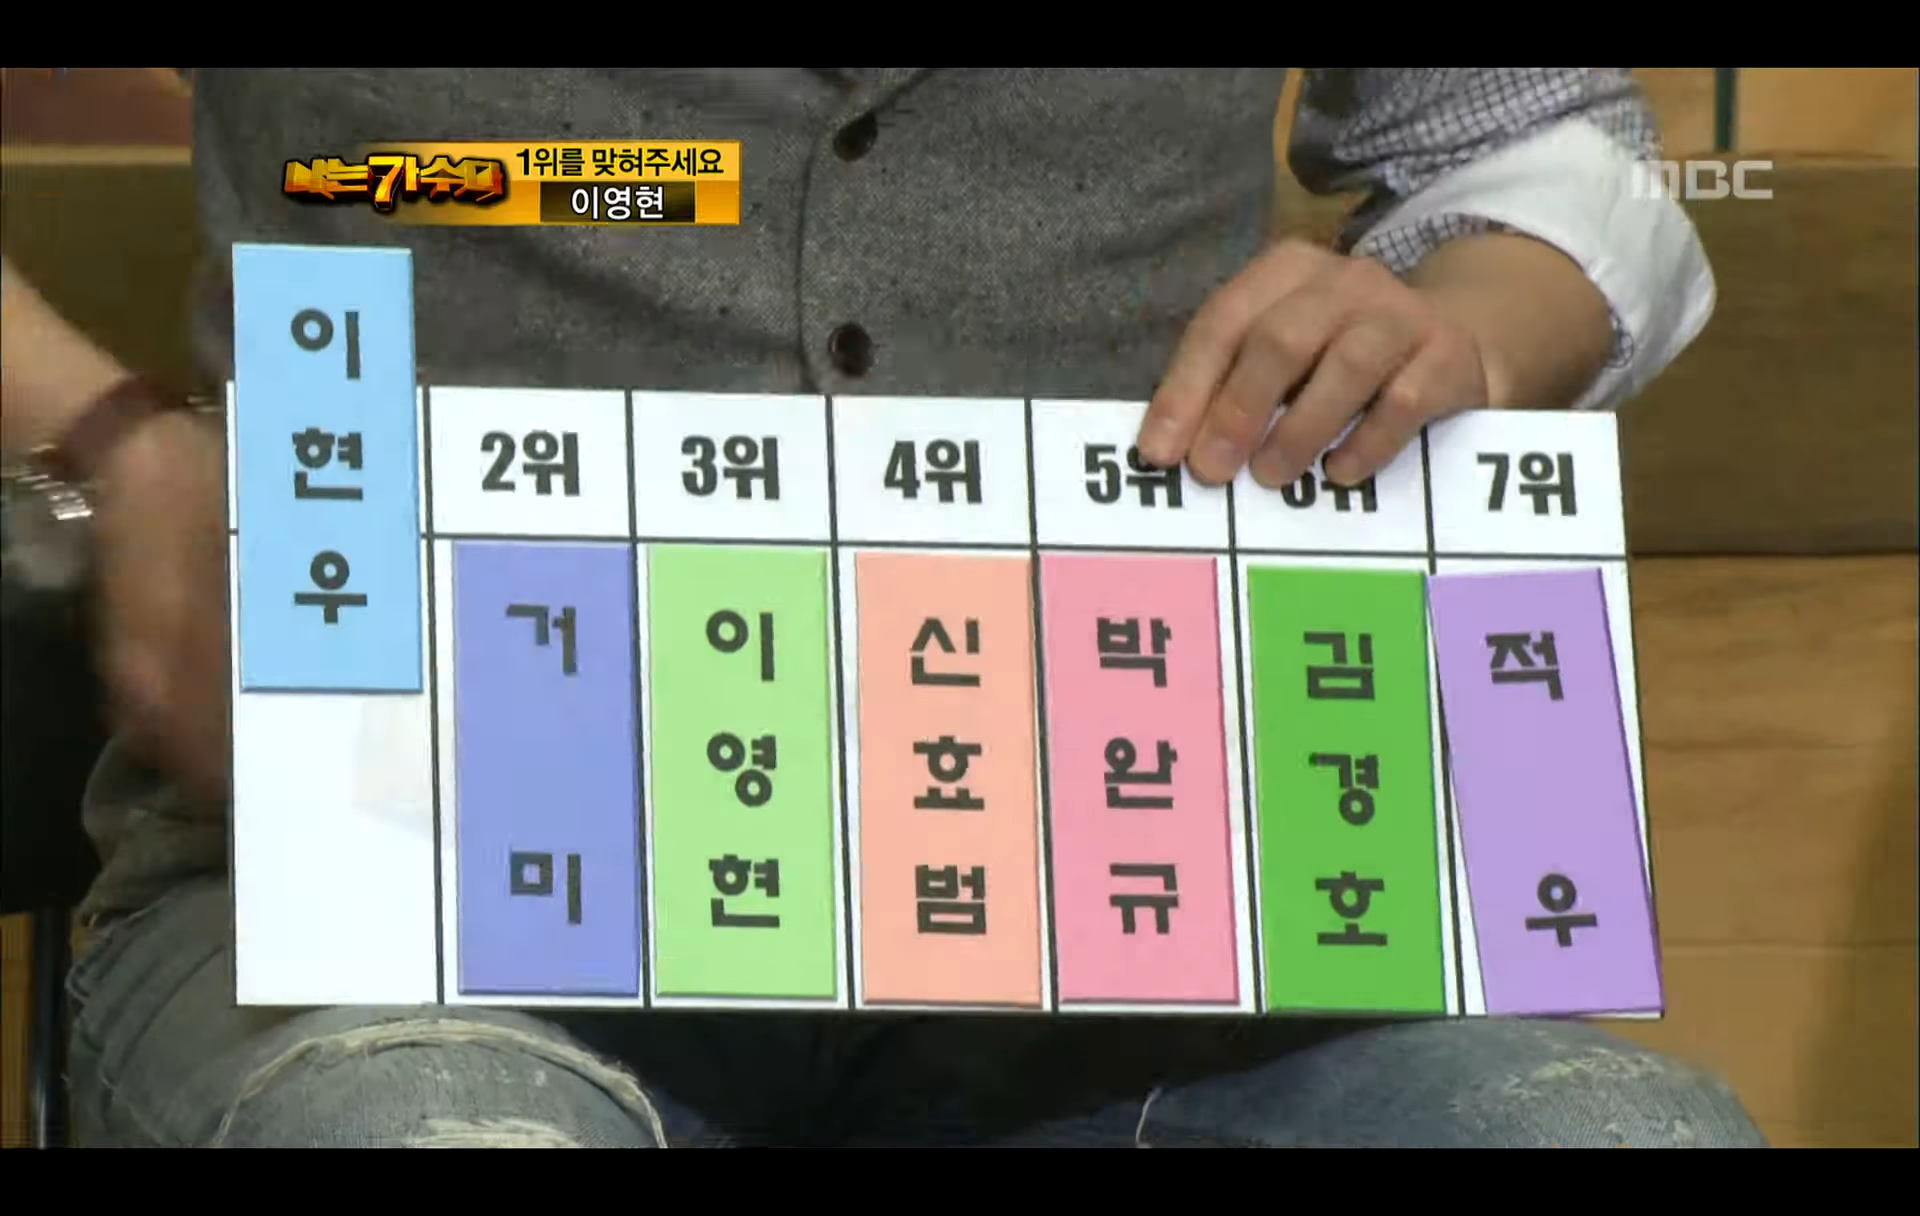 나는 가수다
1위를 맞혀주세요
이영현
MBC
2위 3위 4위 5위 6위 7위
이현우
거미
이영현
신효범
박완규
김경호
적우